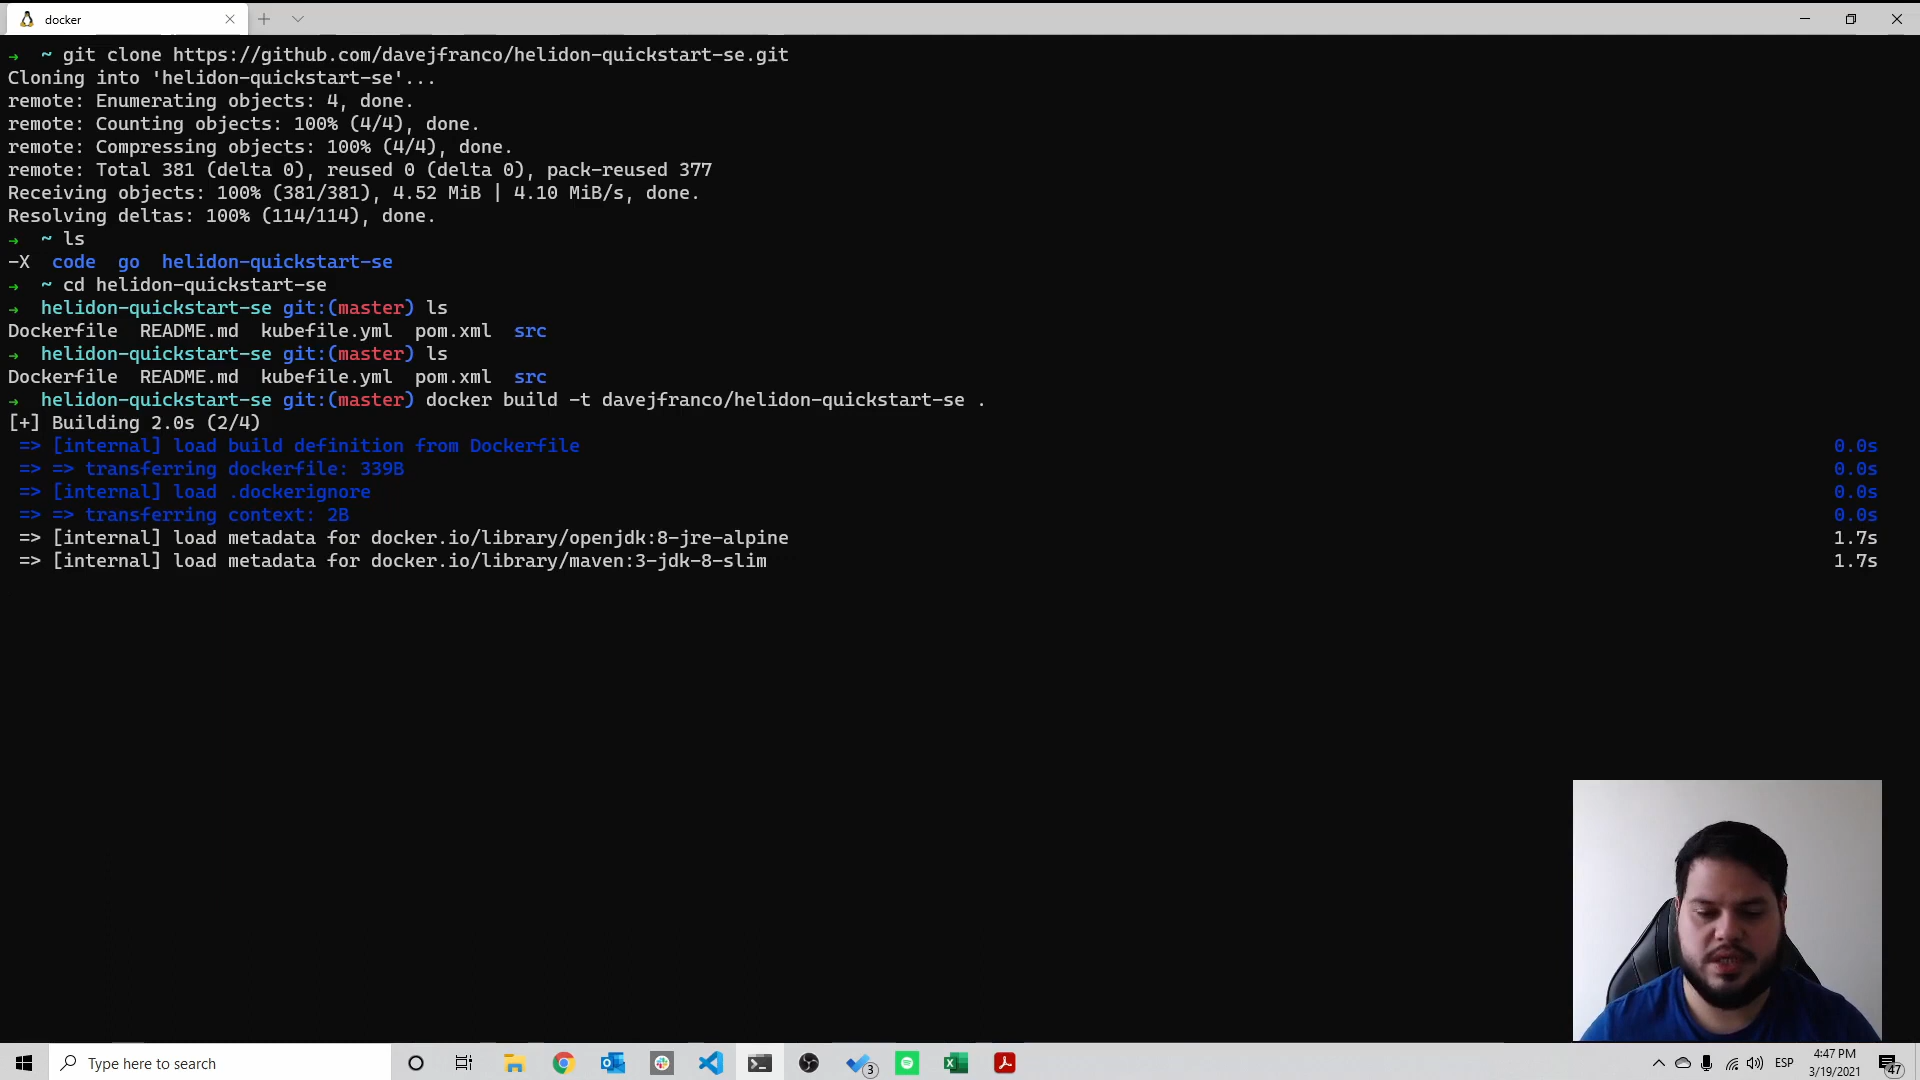 docker
→ ~ git clone https://github.com/davejfranco/helidon-quickstart-se.git
Cloning into 'helidon-quickstart-se'...
remote: Enumerating objects: 4, done.
remote: Counting objects: 100% (4/4), done.
remote: Compressing objects: 100% (4/4), done.
remote: Total 381 (delta 0), reused 0 (delta 0), pack-reused 377
Receiving objects: 100% (381/381), 4.52 MiB | 4.10 MiB/s, done.
Resolving deltas: 100% (114/114), done.
→ ~ ls
-X code go helidon-quickstart-se
→ ~ cd helidon-quickstart-se
→ helidon-quickstart-se git:(master) ls
Dockerfile README.md kubefile.yml pom.xml src
→ helidon-quickstart-se git:(master) ls
Dockerfile README.md kubefile.yml pom.xml src
→ helidon-quickstart-se git:(master) docker build -t davejfranco/helidon-quickstart-se .
[+] Building 2.0s (2/4)
=> [internal] load build definition from Dockerfile 0.0s
=> => transferring dockerfile: 339B 0.0s
=> [internal] load .dockerignore 0.0s
=> => transferring context: 2B 0.0s
=> [internal] load metadata for docker.io/library/openjdk:8-jre-alpine 1.7s
=> [internal] load metadata for docker.io/library/maven:3-jdk-8-slim 1.7s
Type here to search
3
ESP
4:47 PM
3/19/2021
47